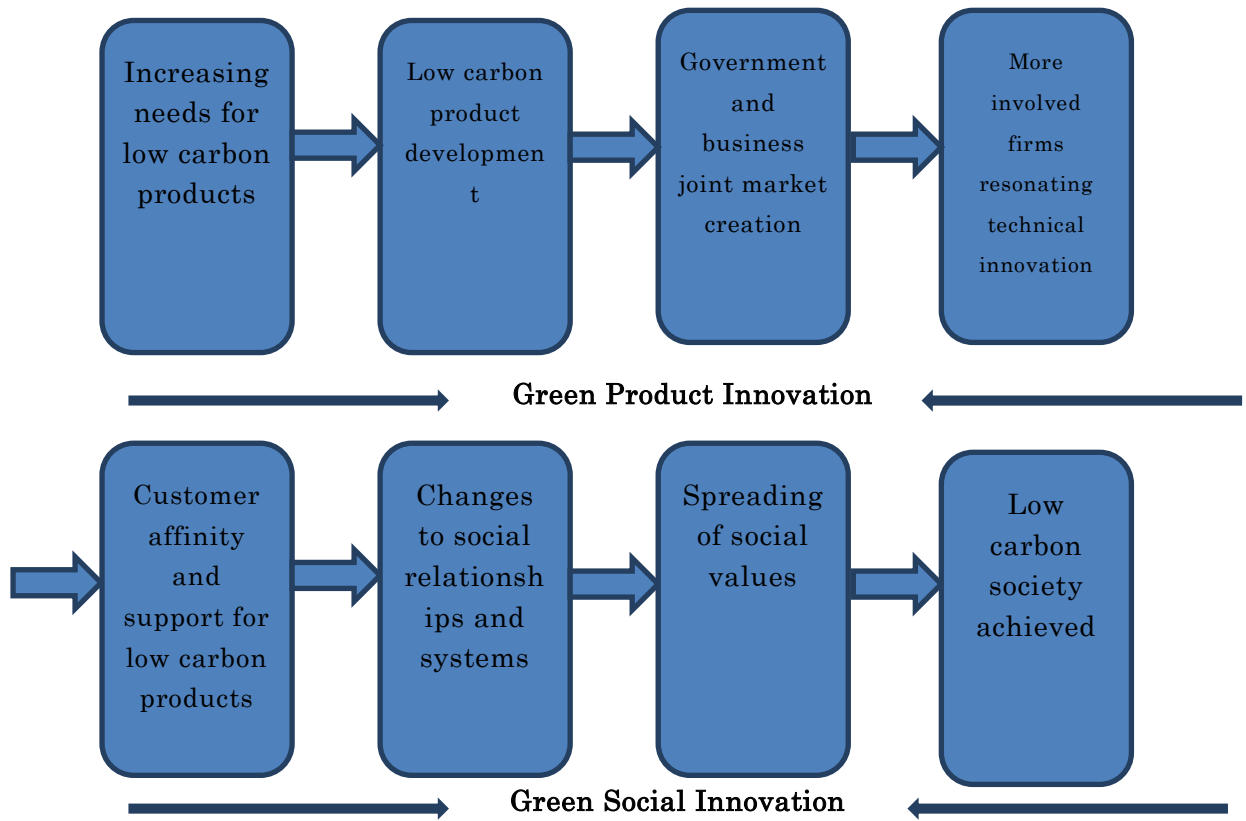 Increasing
needs for
low carbon
products
Low carbon
product
developmen
t
Government
and
business
joint market
creation
More
involved
firms
resonating
technical
innovation
Green Product Innovation
Customer
affinity
and
support for
low carbon
products
Changes
to social
relationsh
ips and
systems
Spreading
of social
values
Low
carbon
society
achieved
Green Social Innovation